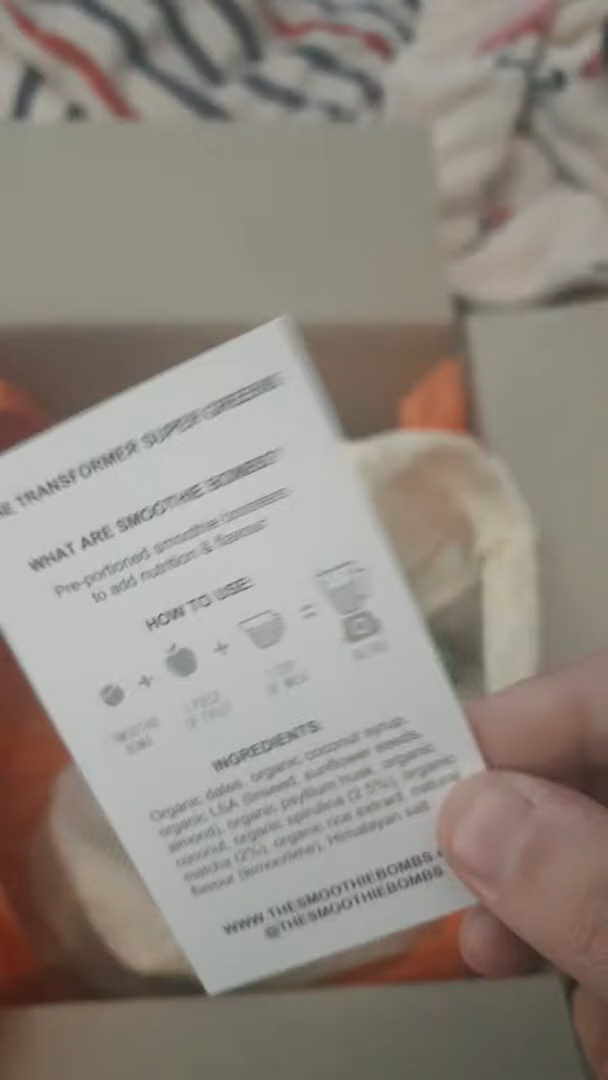 TRANSFORMER SUPER GREENS
WHAT ARE SMOOTHIE BOMBS?
Pre-portioned smoothie boosters
to add nutrition & flavour
HOW TO USE:
+ + =
INGREDIENTS:
Organic dates, organic coconut syrup,
organic LSA (linseed, sunflower seeds,
almond), organic psyllium husk, organic
coconut, organic spirulina (2.5%), organic
matcha (2%), organic rice extract, natural
flavour (lemon/lime), Himalayan salt
WWW.THESMOOTHIEBOMBS.
@THESMOOTHIEBOMBS